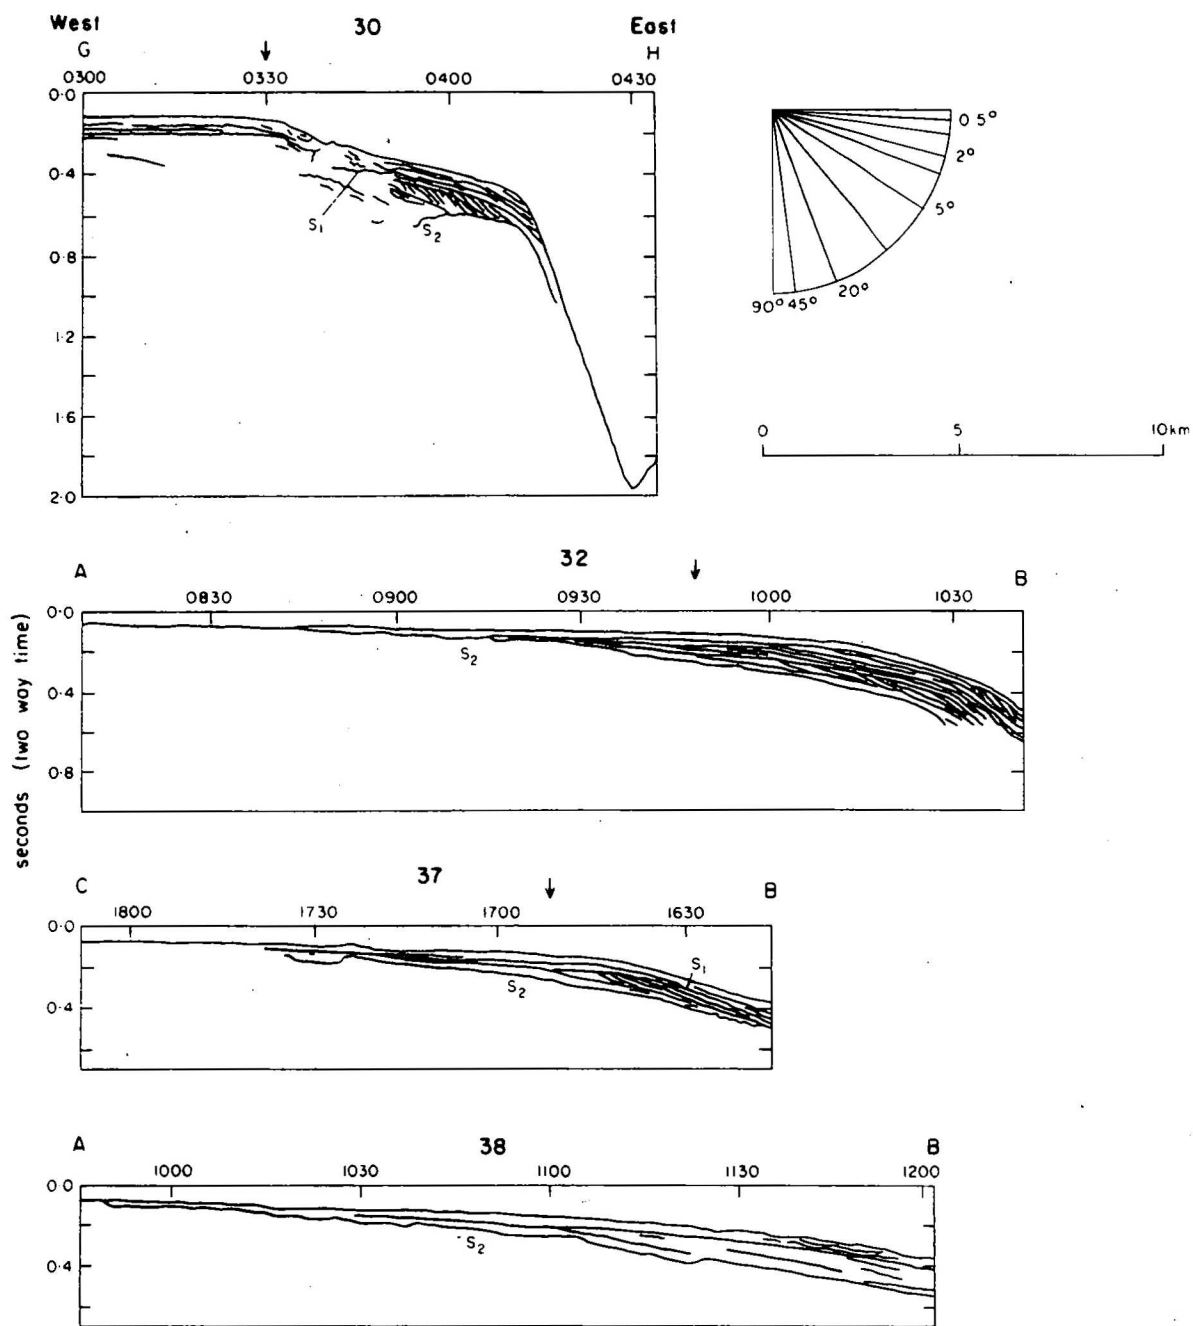 West 30 East
G H
0300 0330 0400 0430
0·0
0·4
0·8
1·2
1·6
2·0
S1
S2
0 5°
2°
5°
20°
45°
90°
0 5 10km
seconds (two way time)
A 32 B
0830 0900 0930 1000 1030
0·0
0·4
0·8
S2
C 37 B
1800 1730 1700 1630
0·0
0·4
S1
S2
A 38 B
1000 1030 1100 1130 1200
0·0
0·4
S2